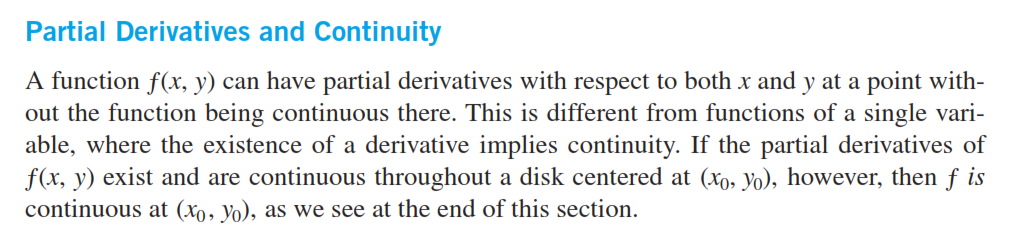 Partial Derivatives and Continuity
A function f(x, y) can have partial derivatives with respect to both x and y at a point with-
out the function being continuous there. This is different from functions of a single vari-
able, where the existence of a derivative implies continuity. If the partial derivatives of
f(x, y) exist and are continuous throughout a disk centered at (x₀, y₀), however, then f is
continuous at (x₀, y₀), as we see at the end of this section.